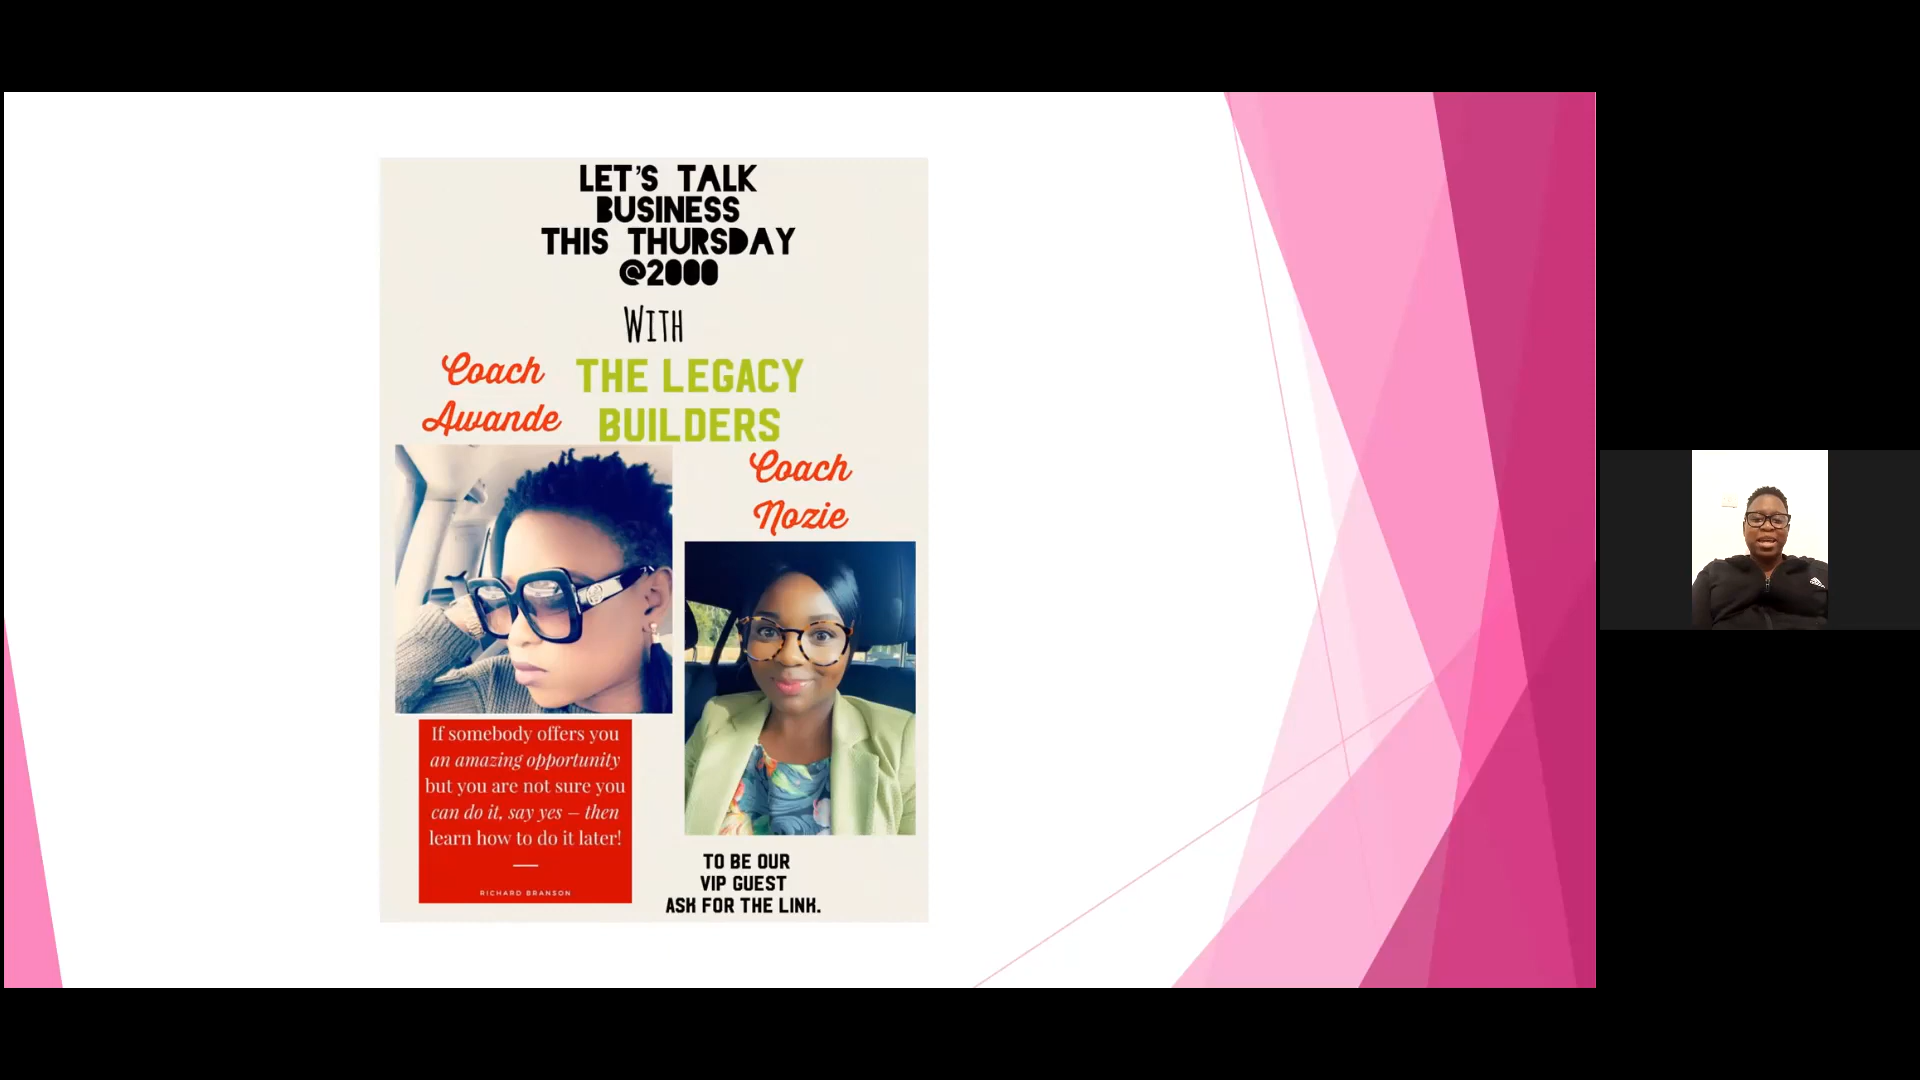 LET'S TALK
BUSINESS
THIS THURSDAY
@2000
WITH
THE LEGACY
BUILDERS
Coach
Awande
Coach
Nozie
If somebody offers you
an amazing opportunity
but you are not sure you
can do it, say yes – then
learn how to do it later!
RICHARD BRANSON
TO BE OUR
VIP GUEST
ASK FOR THE LINK.